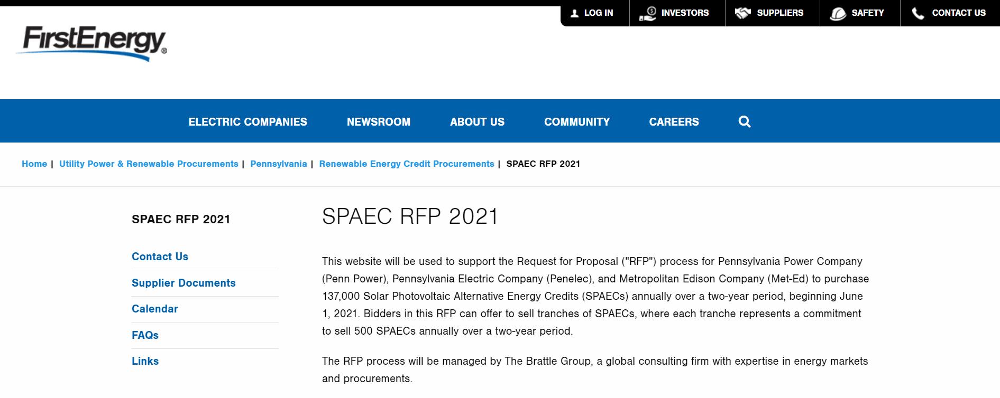 LOG IN
INVESTORS
SUPPLIERS
SAFETY
CONTACT US
FirstEnergy®
ELECTRIC COMPANIES
NEWSROOM
ABOUT US
COMMUNITY
CAREERS
Home | Utility Power & Renewable Procurements | Pennsylvania | Renewable Energy Credit Procurements | SPAEC RFP 2021
SPAEC RFP 2021
Contact Us
Supplier Documents
Calendar
FAQs
Links
SPAEC RFP 2021
This website will be used to support the Request for Proposal ("RFP") process for Pennsylvania Power Company
(Penn Power), Pennsylvania Electric Company (Penelec), and Metropolitan Edison Company (Met-Ed) to purchase
137,000 Solar Photovoltaic Alternative Energy Credits (SPAECs) annually over a two-year period, beginning June
1, 2021. Bidders in this RFP can offer to sell tranches of SPAECs, where each tranche represents a commitment
to sell 500 SPAECs annually over a two-year period.
The RFP process will be managed by The Brattle Group, a global consulting firm with expertise in energy markets
and procurements.